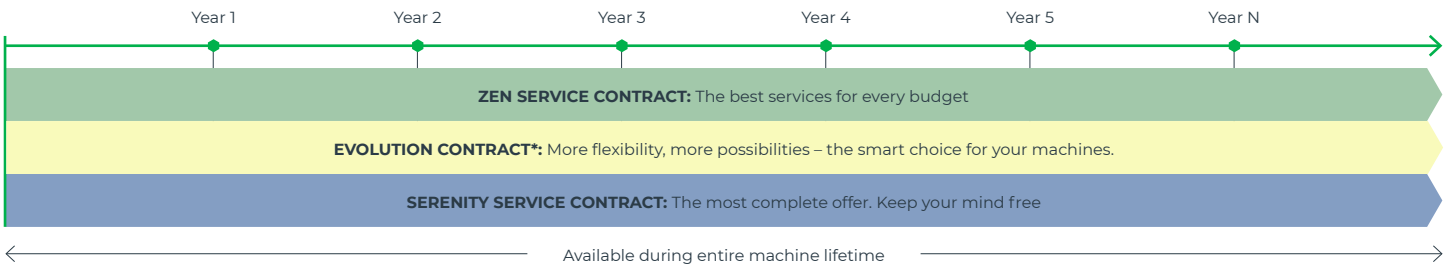 Year 1 Year 2 Year 3 Year 4 Year 5 Year N
ZEN SERVICE CONTRACT: The best services for every budget
EVOLUTION CONTRACT*: More flexibility, more possibilities – the smart choice for your machines.
SERENITY SERVICE CONTRACT: The most complete offer. Keep your mind free
Available during entire machine lifetime